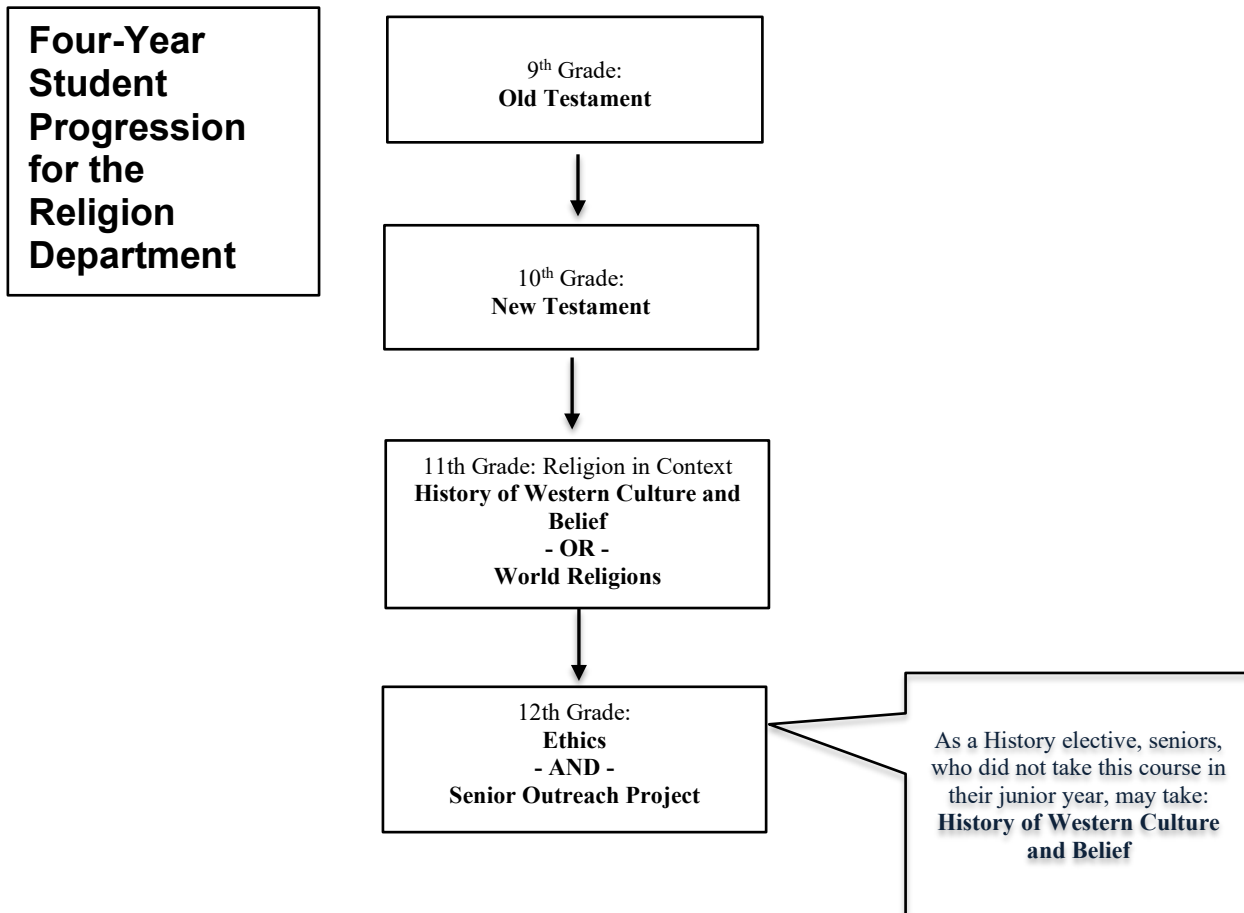 Four-Year
Student
Progression
for the
Religion
Department
9th Grade:
Old Testament
10th Grade:
New Testament
11th Grade: Religion in Context
History of Western Culture and
Belief
- OR -
World Religions
12th Grade:
Ethics
- AND -
Senior Outreach Project
As a History elective, seniors,
who did not take this course in
their junior year, may take:
History of Western Culture
and Belief